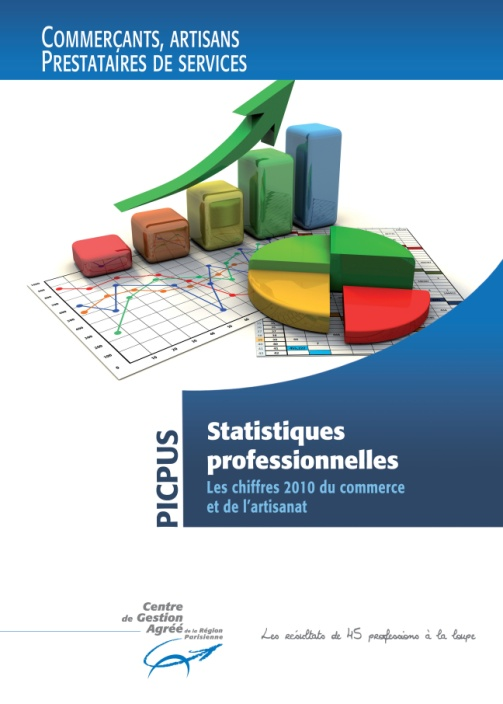 COMMERÇANTS, ARTISANS
PRESTATAIRES DE SERVICES
PICPUS
Statistiques
professionnelles
Les chiffres 2010 du commerce
et de l'artisanat
Centre
de Gestion
Agréé de la Région
Parisienne
Les résultats de 45 professions à la loupe